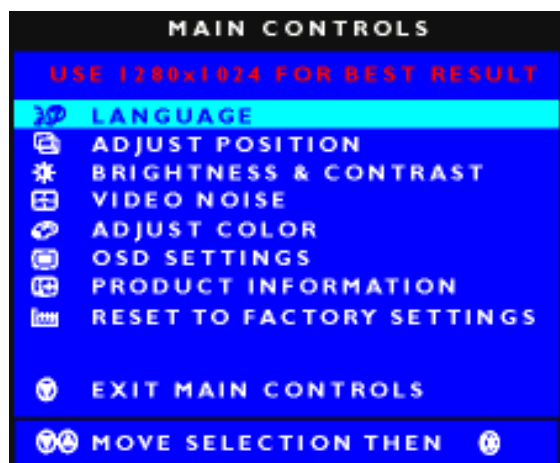 MAIN CONTROLS
USE 1280x1024 FOR BEST RESULT
LANGUAGE
ADJUST POSITION
BRIGHTNESS & CONTRAST
VIDEO NOISE
ADJUST COLOR
OSD SETTINGS
PRODUCT INFORMATION
RESET TO FACTORY SETTINGS
EXIT MAIN CONTROLS
MOVE SELECTION THEN